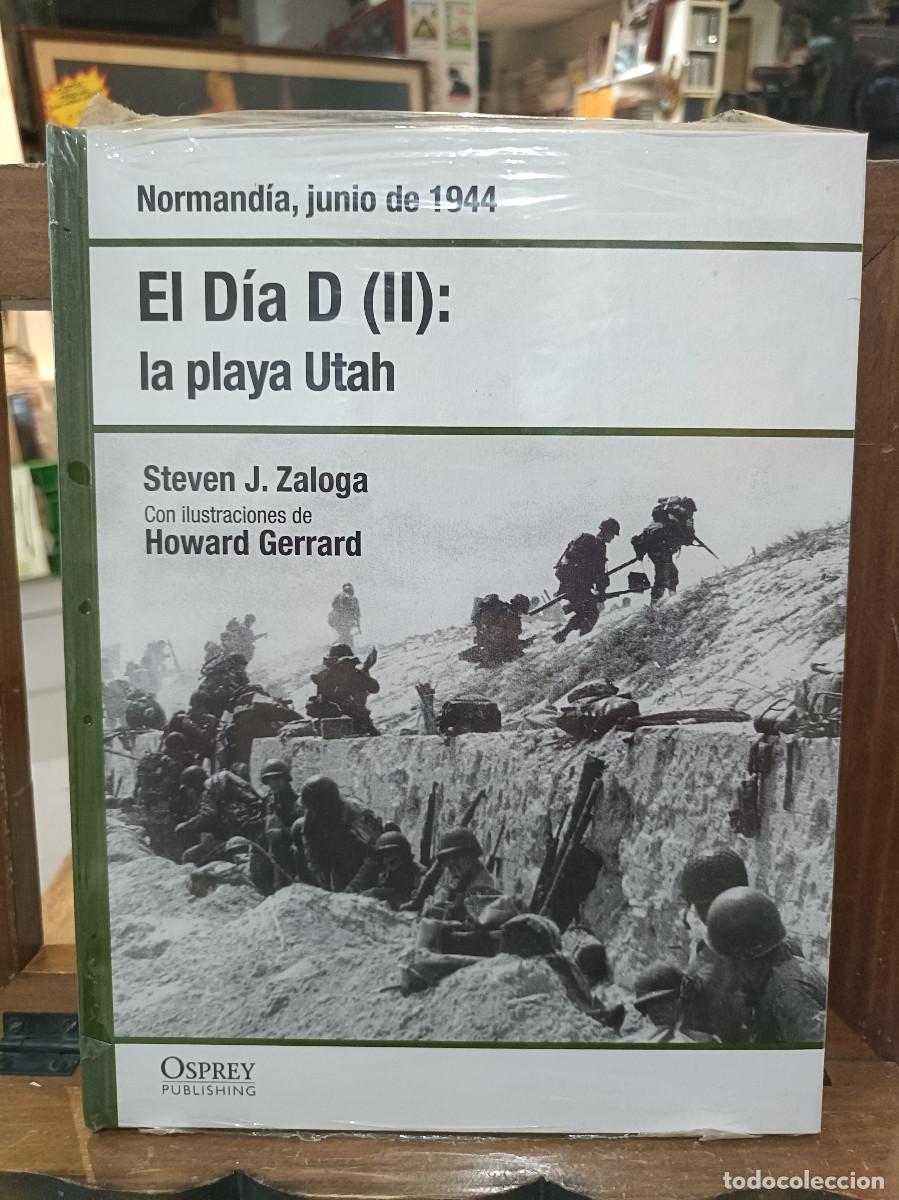 Normandía, junio de 1944
El Día D (II):
la playa Utah
Steven J. Zaloga
Con ilustraciones de
Howard Gerrard
OSPREY
PUBLISHING
todocoleccion